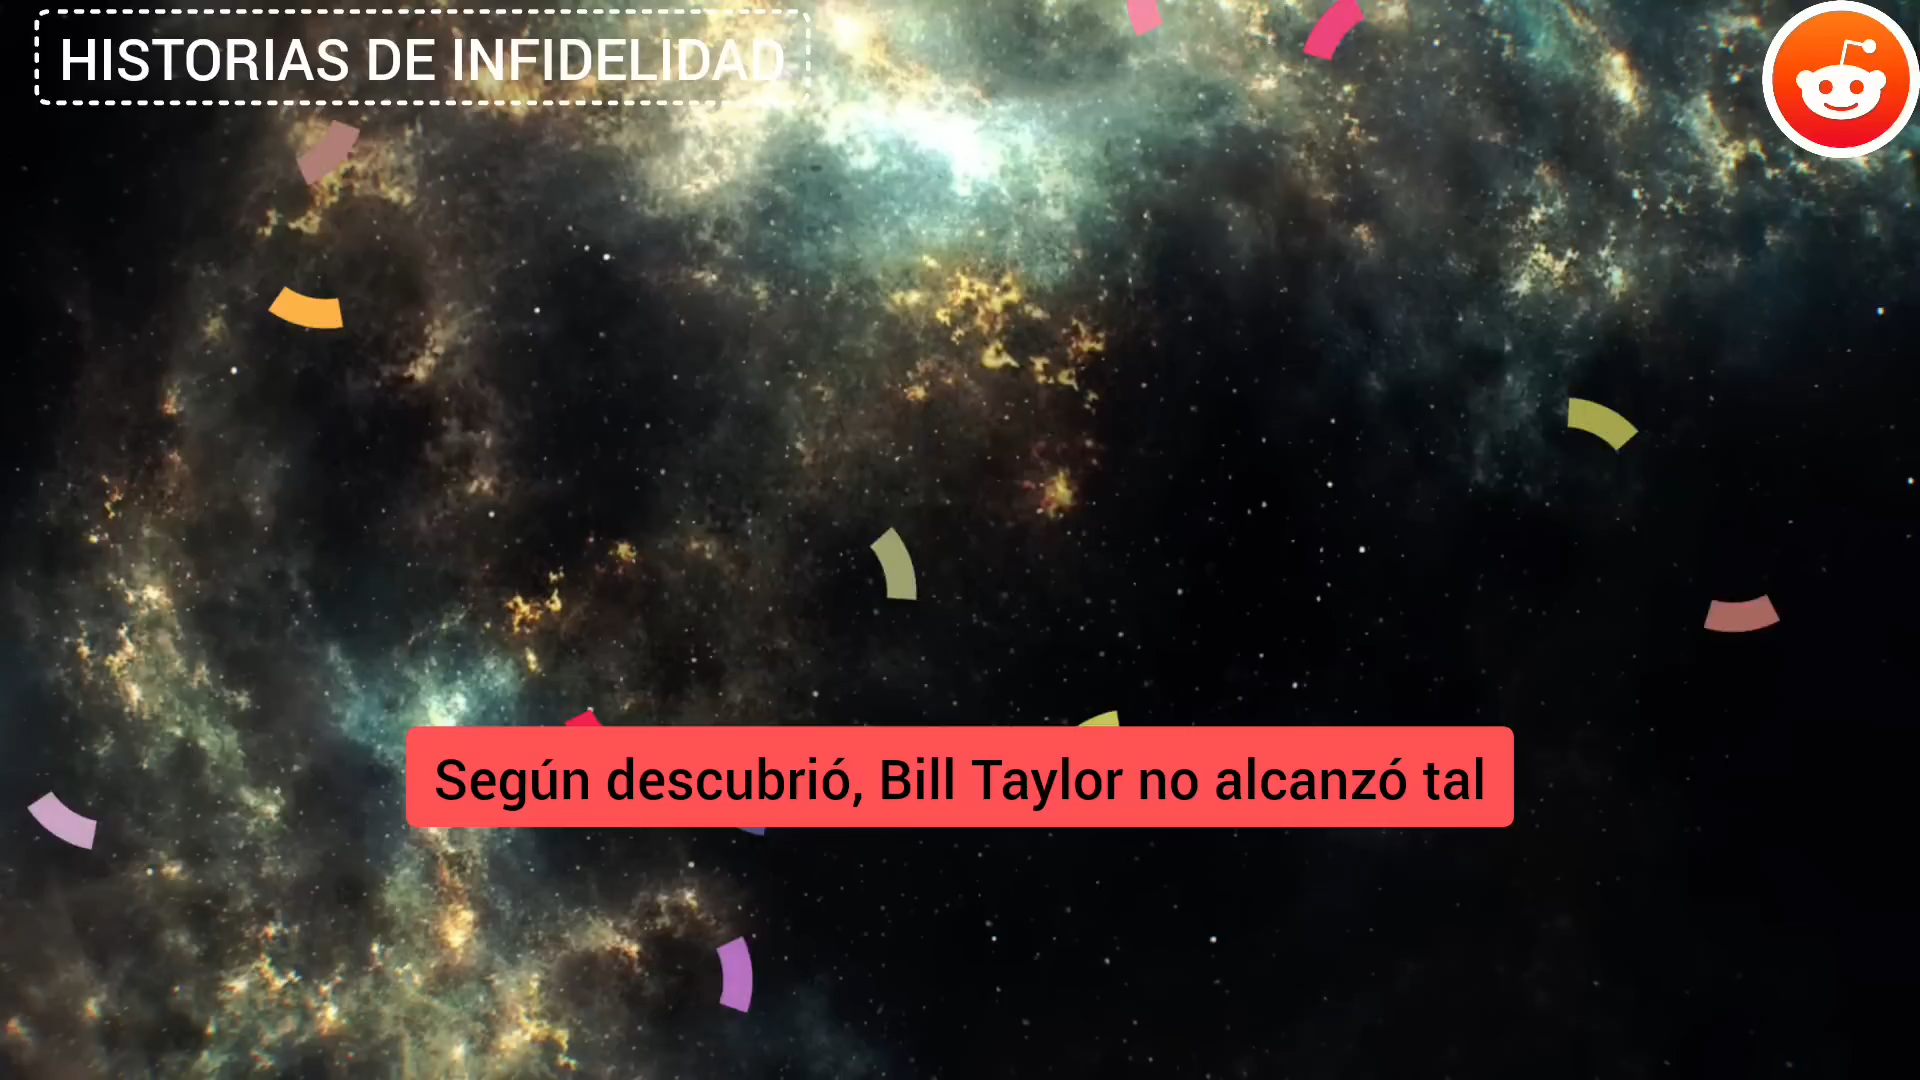 HISTORIAS DE INFIDELIDAD
Según descubrió, Bill Taylor no alcanzó tal